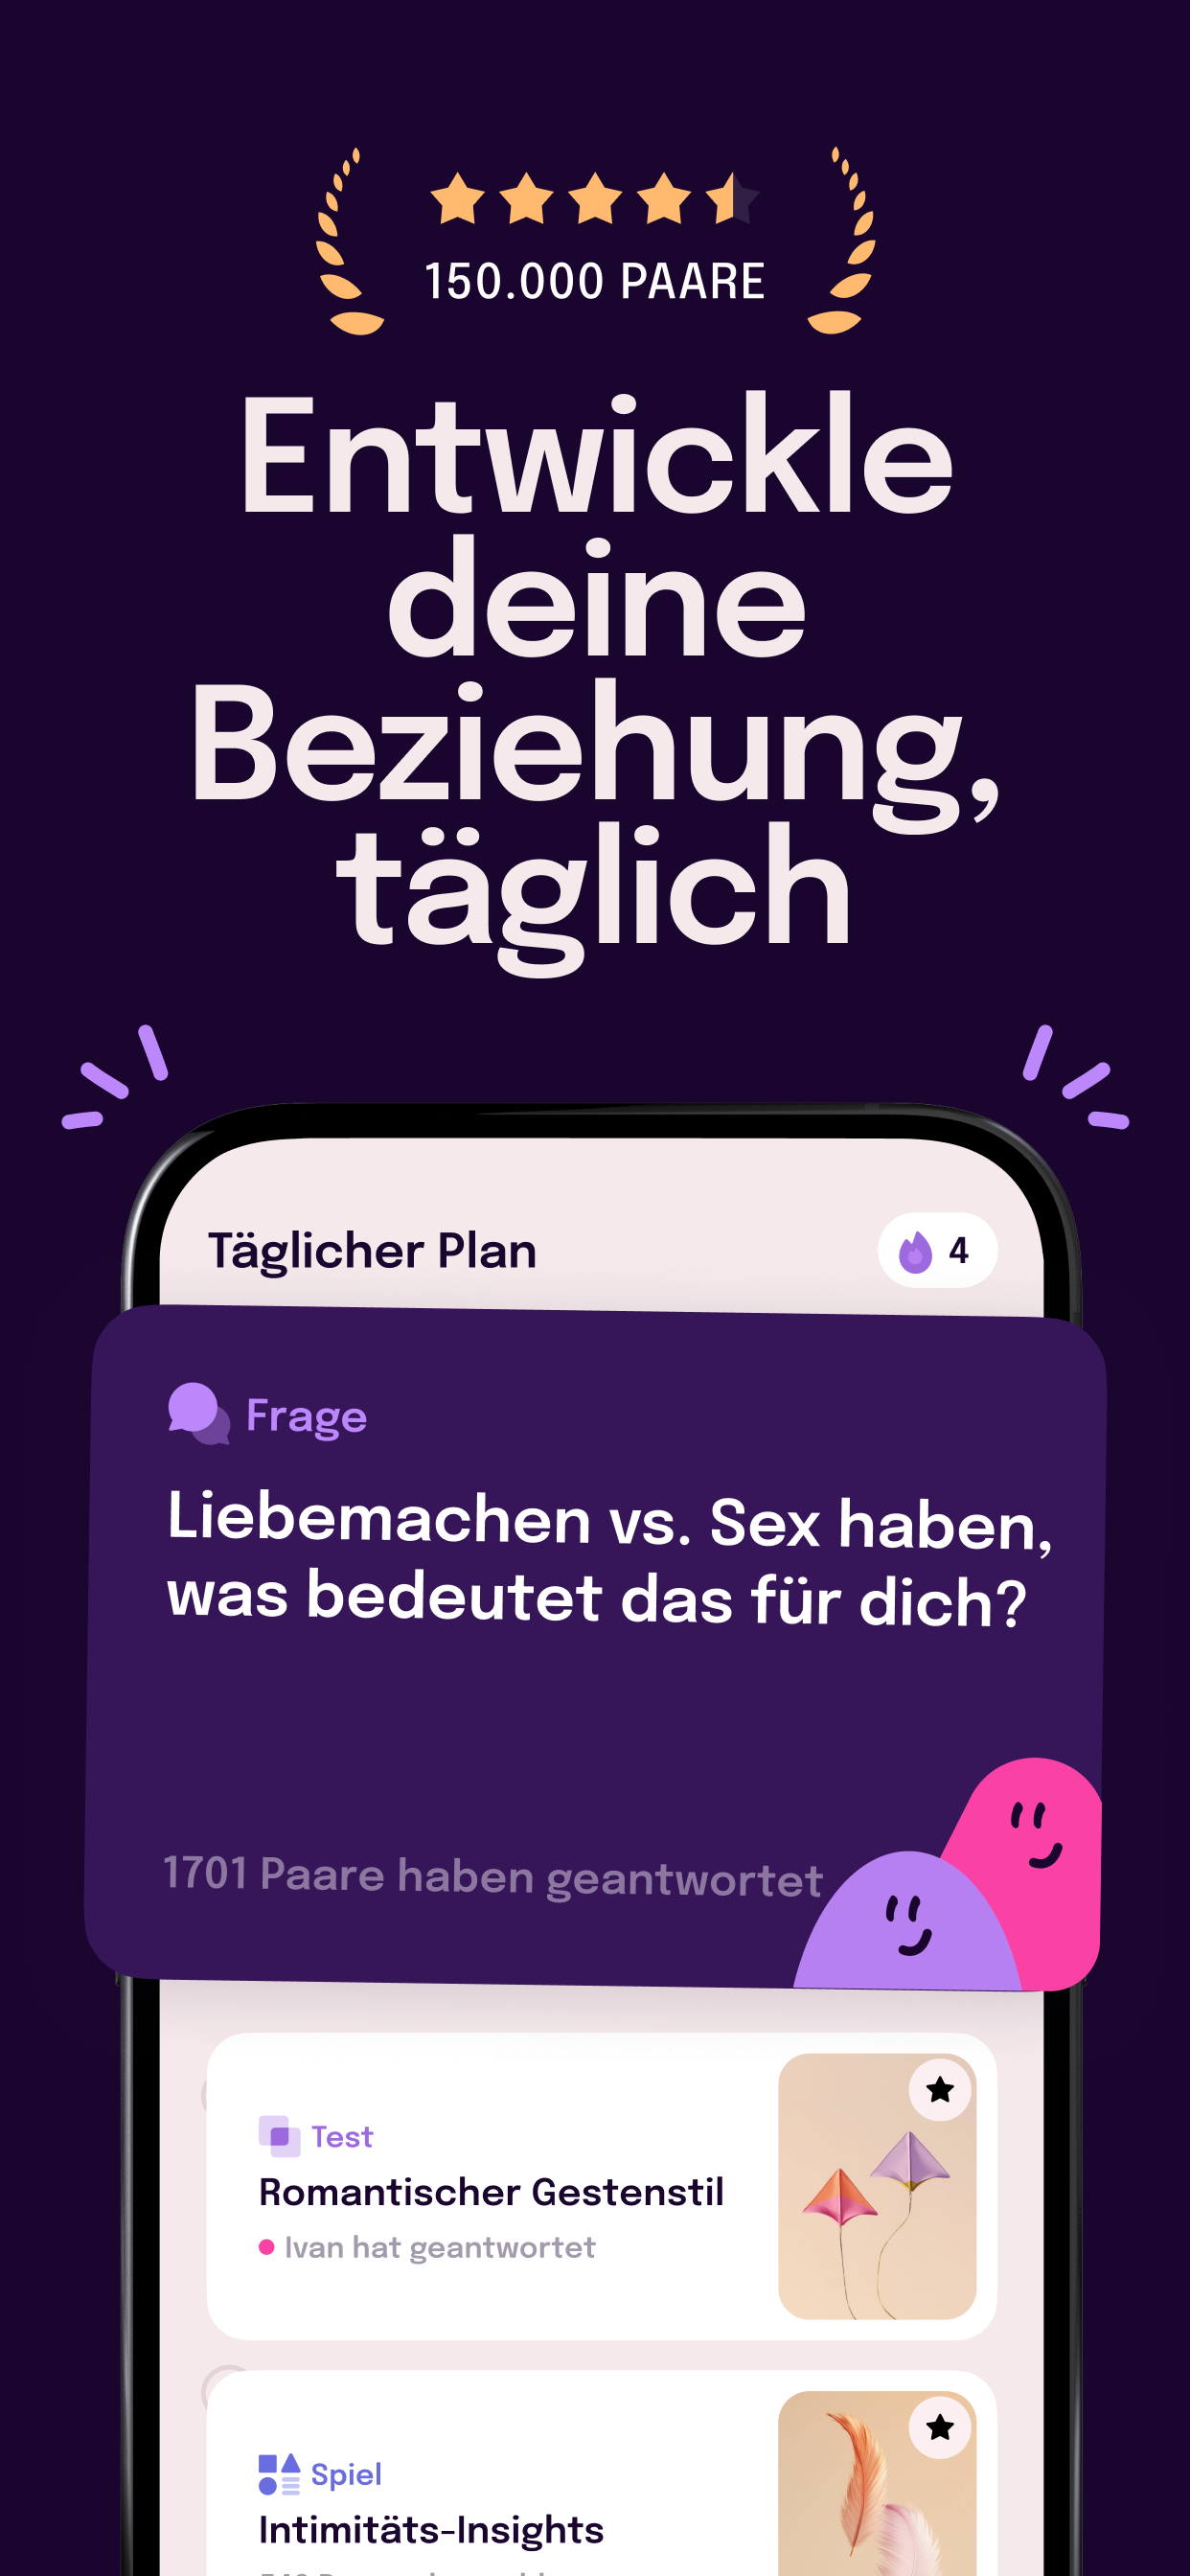 150.000 PAARE
Entwickle
deine
Beziehung,
täglich
Täglicher Plan
4
Frage
Liebemachen vs. Sex haben,
was bedeutet das für dich?
1701 Paare haben geantwortet
Test
Romantischer Gestenstil
Ivan hat geantwortet
Spiel
Intimitäts-Insights